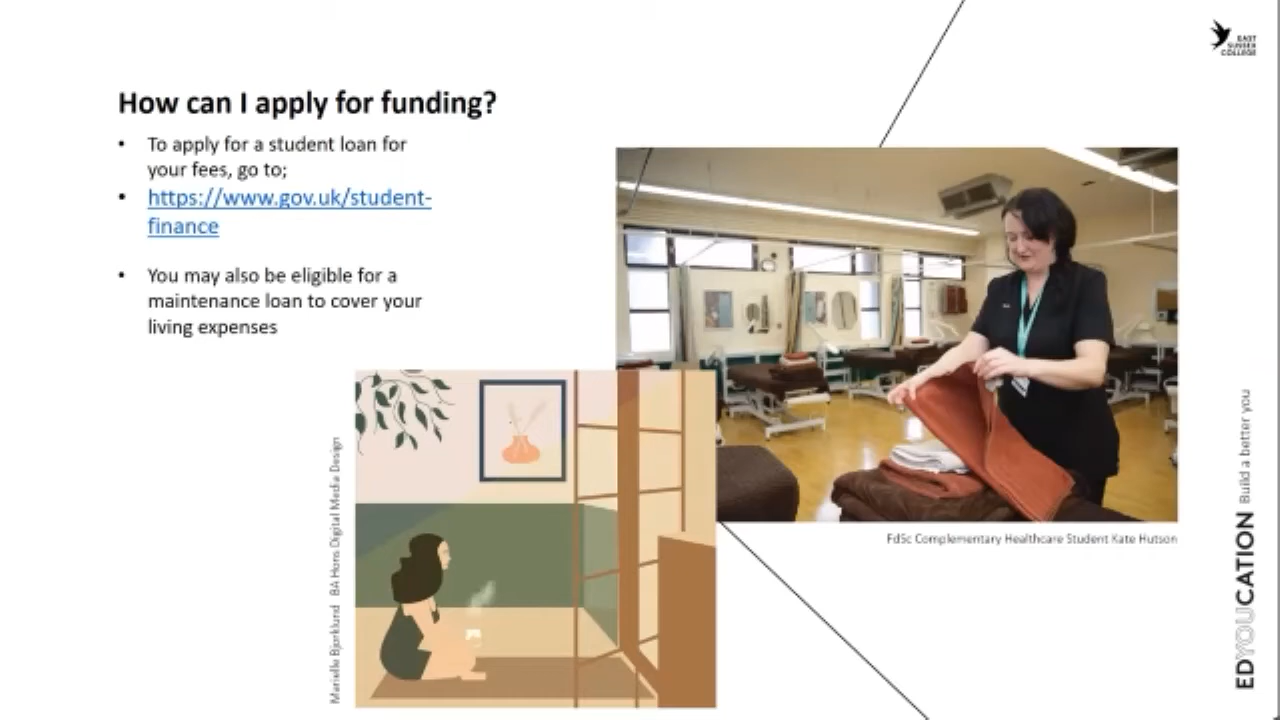 EAST
SUSSEX
COLLEGE
How can I apply for funding?
• To apply for a student loan for
your fees, go to;
• https://www.gov.uk/student-
finance
• You may also be eligible for a
maintenance loan to cover your
living expenses
FdSc Complementary Healthcare Student Kate Hutson
Marielle Bjorklund BA Hons Digital Media Design
EDYOUCATION Build a better you